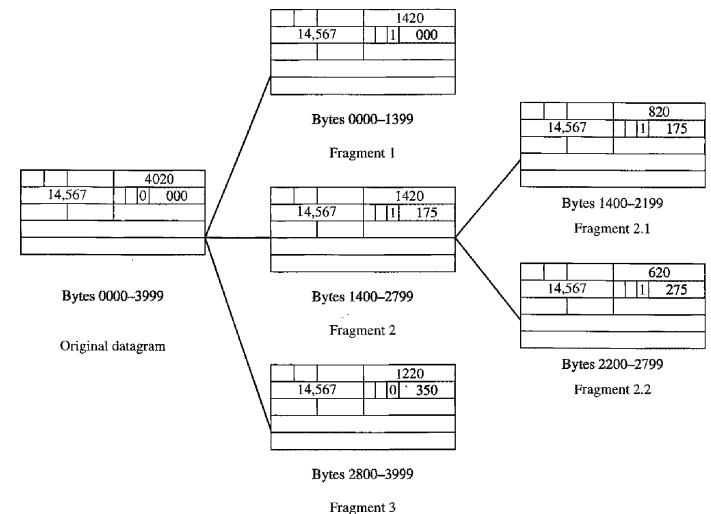 1420
14,567 1 000
Bytes 0000–1399
Fragment 1
4020
14,567 0 000
Bytes 0000–3999
Original datagram
1420
14,567 1 175
Bytes 1400–2799
Fragment 2
1220
14,567 0 350
Bytes 2800–3999
Fragment 3
820
14,567 1 175
Bytes 1400–2199
Fragment 2.1
620
14,567 1 275
Bytes 2200–2799
Fragment 2.2